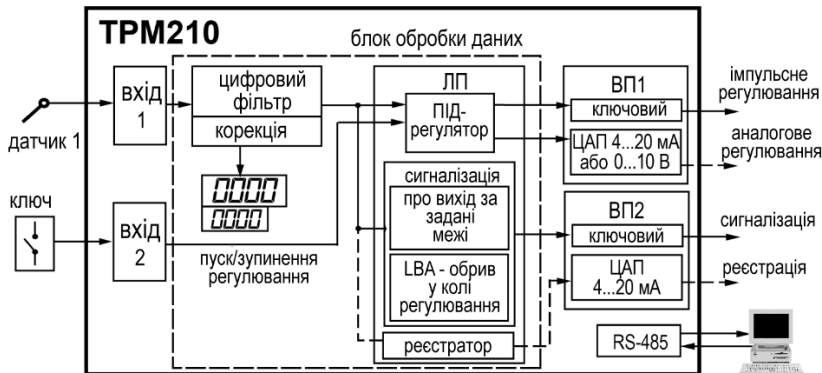 ТРМ210
блок обробки даних
датчик 1
вхід
1
цифровий
фільтр
корекція
0000
0000
ключ
вхід
2
пуск/зупинення
регулювання
ЛП
ПІД-
регулятор
сигналізація
про вихід за
задані
межі
LBA - обрив
у колі
регулювання
реєстратор
ВП1
ключовий
ЦАП 4...20 мА
або 0...10 В
ВП2
ключовий
ЦАП
4...20 мА
RS-485
імпульсне
регулювання
аналогове
регулювання
сигналізація
реєстрація